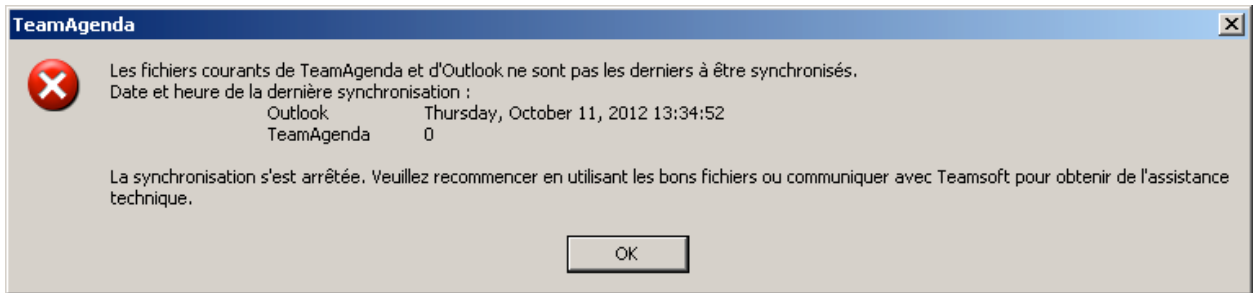 TeamAgenda
Les fichiers courants de TeamAgenda et d'Outlook ne sont pas les derniers à être synchronisés.
Date et heure de la dernière synchronisation :
Outlook Thursday, October 11, 2012 13:34:52
TeamAgenda 0
La synchronisation s'est arrêtée. Veuillez recommencer en utilisant les bons fichiers ou communiquer avec Teamsoft pour obtenir de l'assistance
technique.
OK